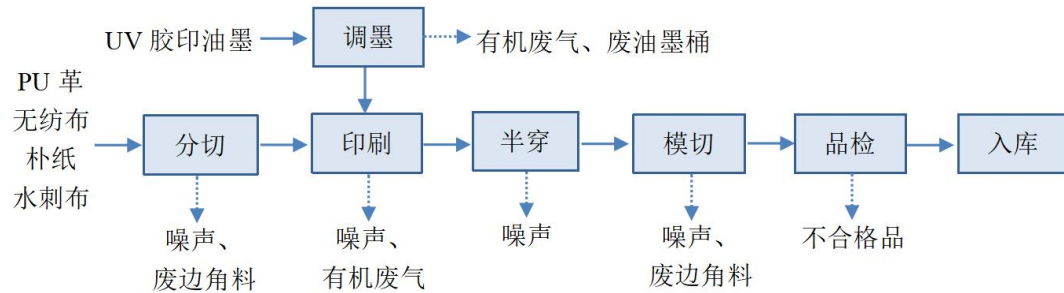 UV 胶印油墨
调墨
有机废气、废油墨桶
PU 革
无纺布
朴纸
水刺布
分切
印刷
半穿
模切
品检
入库
噪声、
废边角料
噪声、
有机废气
噪声
噪声、
废边角料
不合格品